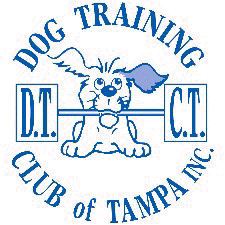 DOG TRAINING
D.T. C.T.
CLUB of TAMPA INC.